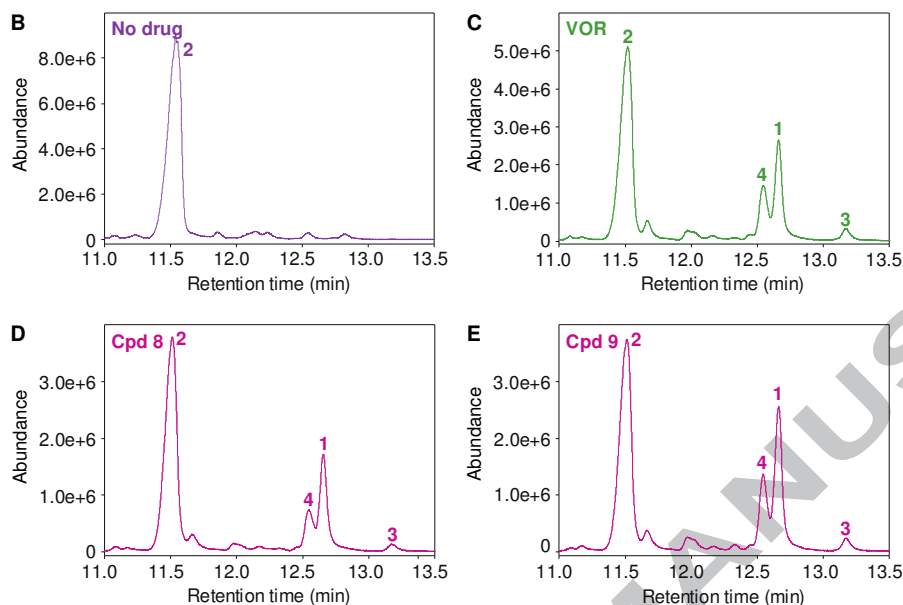 B
No drug
2
Abundance
8.0e+6
6.0e+6
4.0e+6
2.0e+6
0
11.0 11.5 12.0 12.5 13.0 13.5
Retention time (min)
C
VOR
2
1
4
3
Abundance
5.0e+6
4.0e+6
3.0e+6
2.0e+6
1.0e+6
0
11.0 11.5 12.0 12.5 13.0 13.5
Retention time (min)
D
Cpd 8
2
1
4
3
Abundance
3.0e+6
2.0e+6
1.0e+6
0
11.0 11.5 12.0 12.5 13.0 13.5
Retention time (min)
E
Cpd 9
2
1
4
3
Abundance
3.0e+6
2.0e+6
1.0e+6
0
11.0 11.5 12.0 12.5 13.0 13.5
Retention time (min)
ANUS